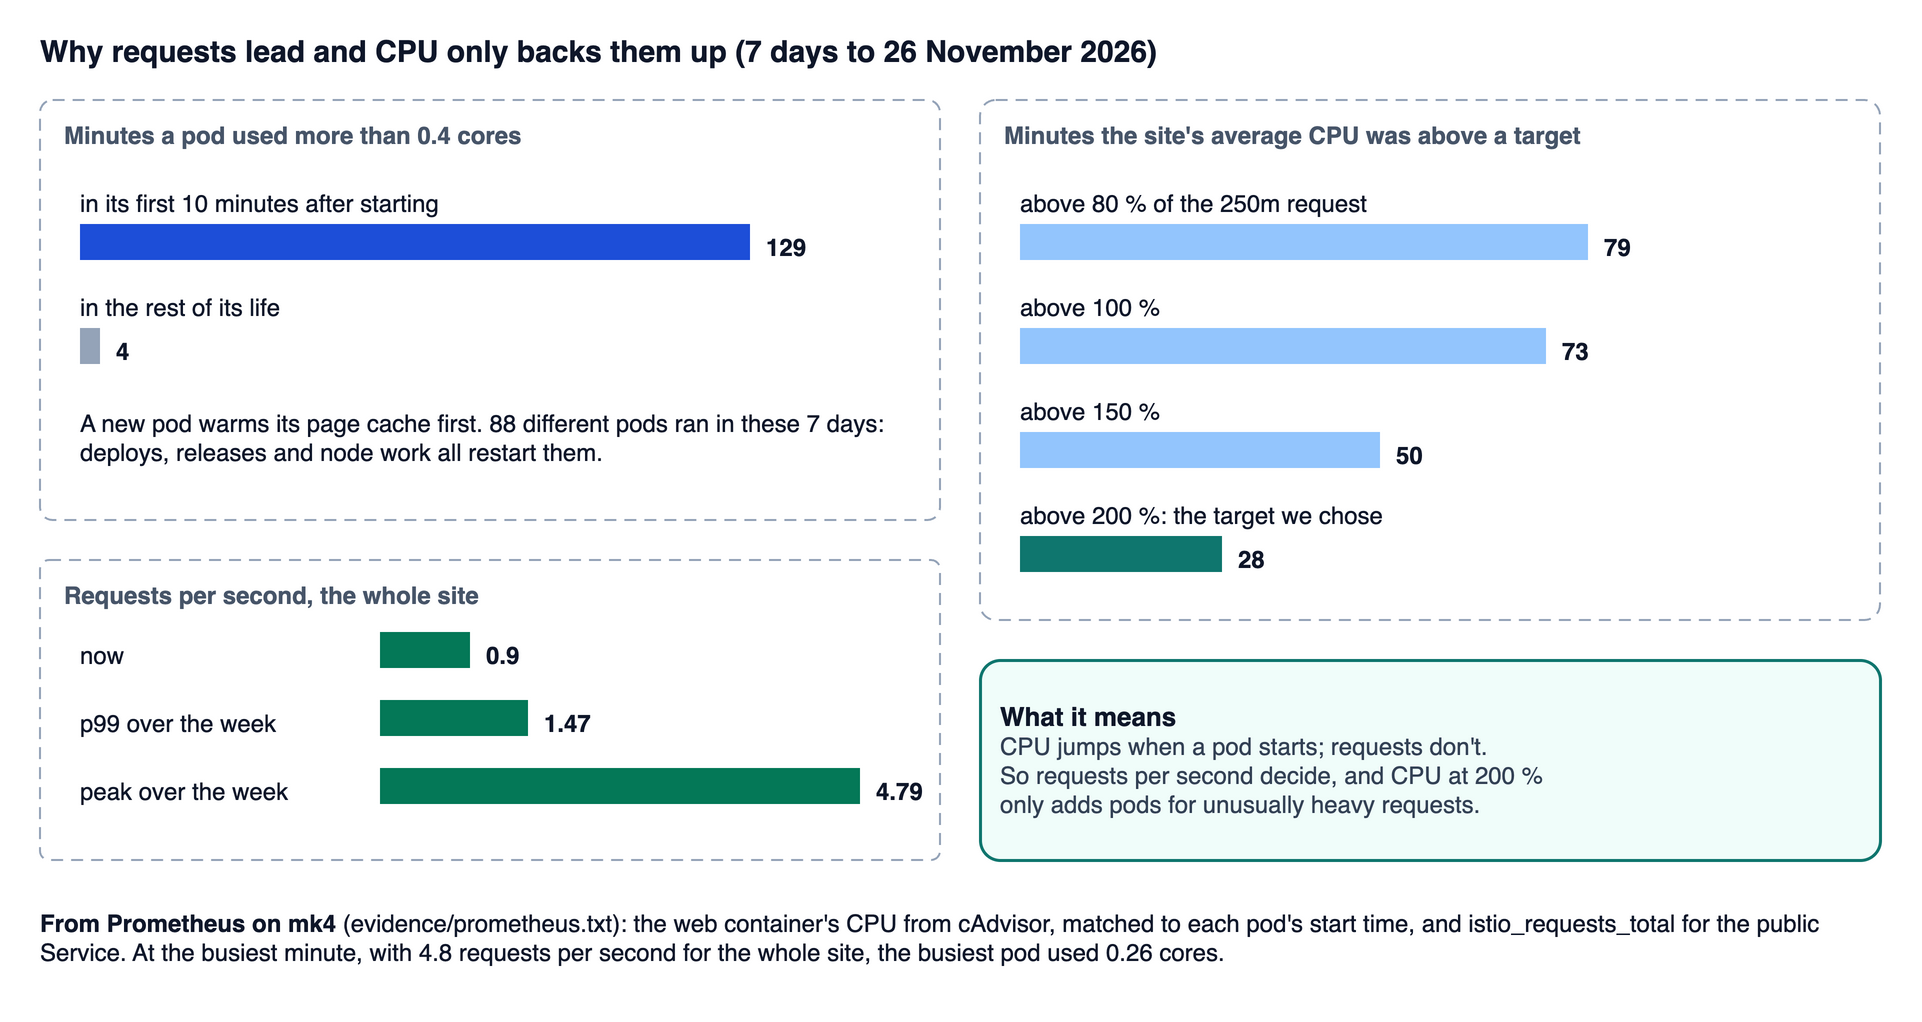 Why requests lead and CPU only backs them up (7 days to 26 November 2026)
Minutes a pod used more than 0.4 cores
in its first 10 minutes after starting
129
in the rest of its life
4
A new pod warms its page cache first. 88 different pods ran in these 7 days:
deploys, releases and node work all restart them.
Requests per second, the whole site
now
0.9
p99 over the week
1.47
peak over the week
4.79
Minutes the site's average CPU was above a target
above 80 % of the 250m request
79
above 100 %
73
above 150 %
50
above 200 %: the target we chose
28
What it means
CPU jumps when a pod starts; requests don't.
So requests per second decide, and CPU at 200 %
only adds pods for unusually heavy requests.
From Prometheus on mk4 (evidence/prometheus.txt): the web container's CPU from cAdvisor, matched to each pod's start time, and istio_requests_total for the public
Service. At the busiest minute, with 4.8 requests per second for the whole site, the busiest pod used 0.26 cores.